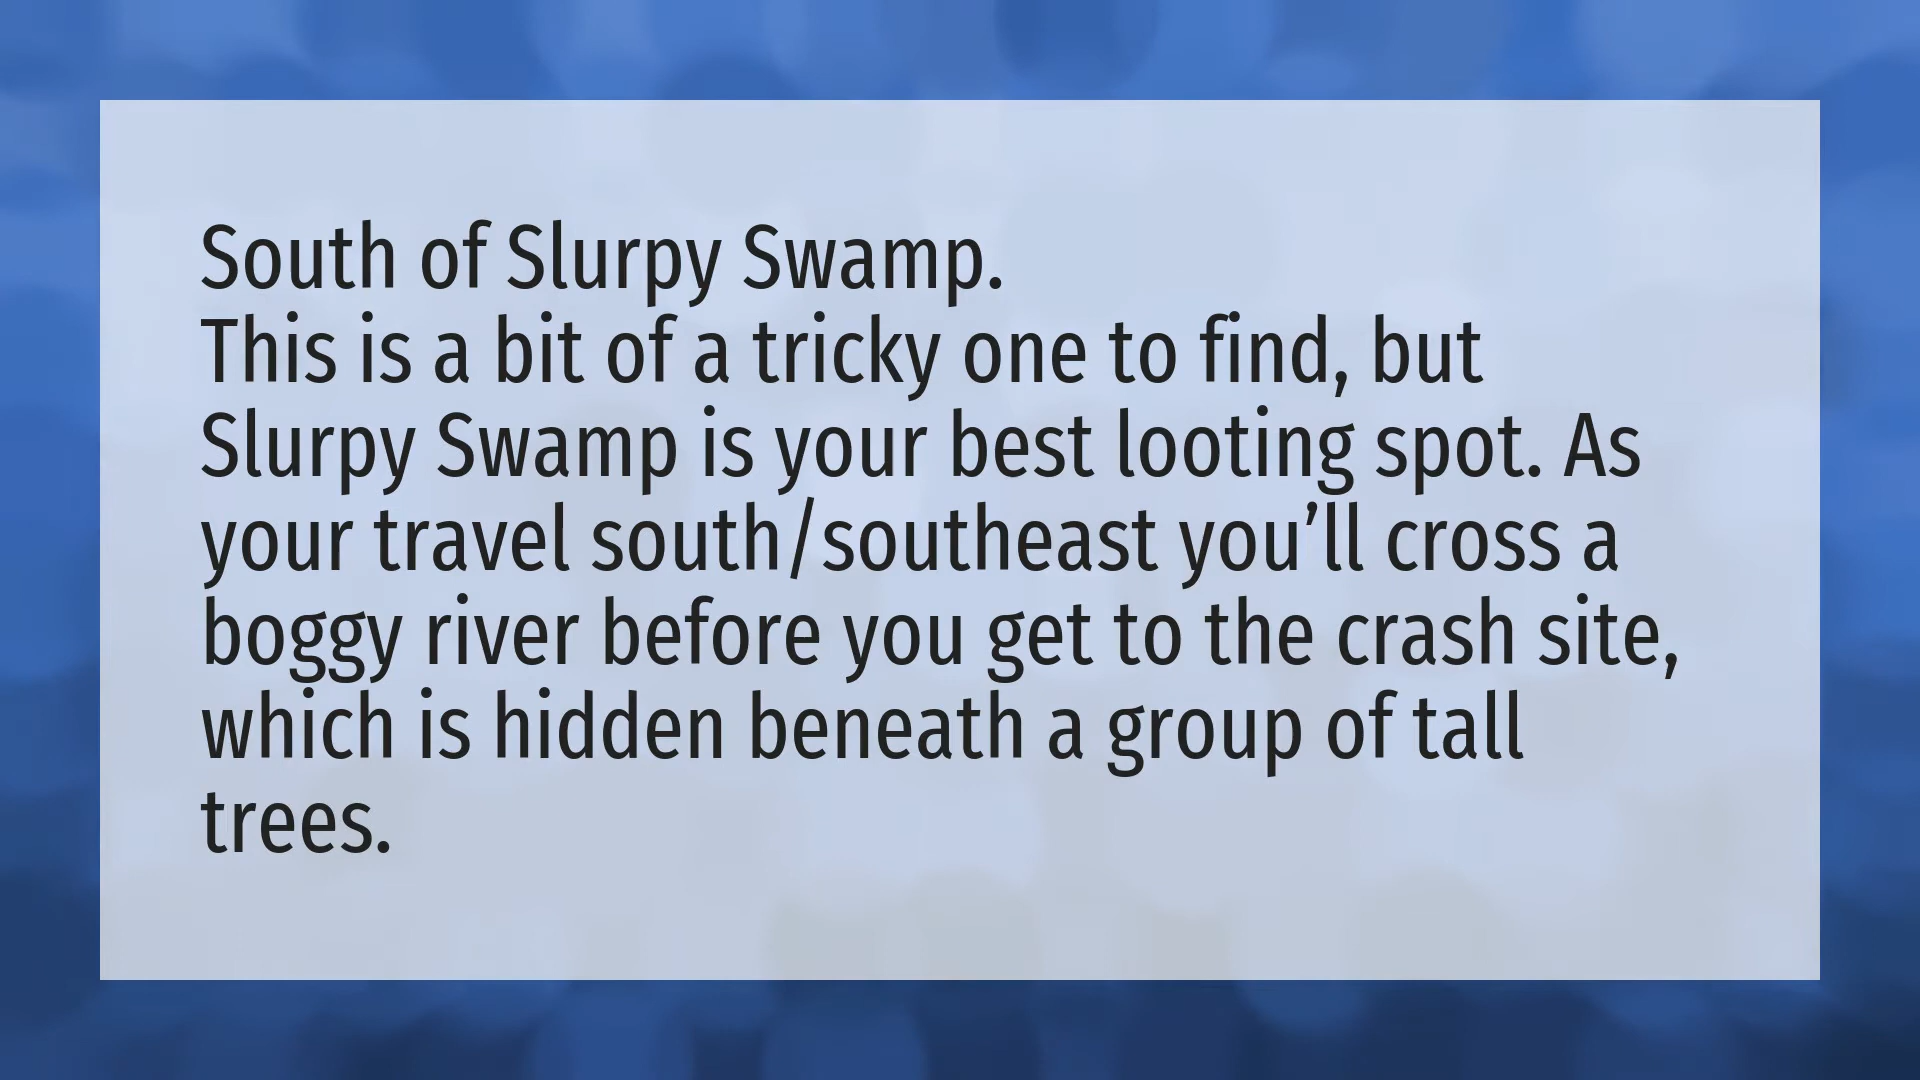 South of Slurpy Swamp.
This is a bit of a tricky one to find, but
Slurpy Swamp is your best looting spot. As
your travel south/southeast you’ll cross a
boggy river before you get to the crash site,
which is hidden beneath a group of tall
trees.